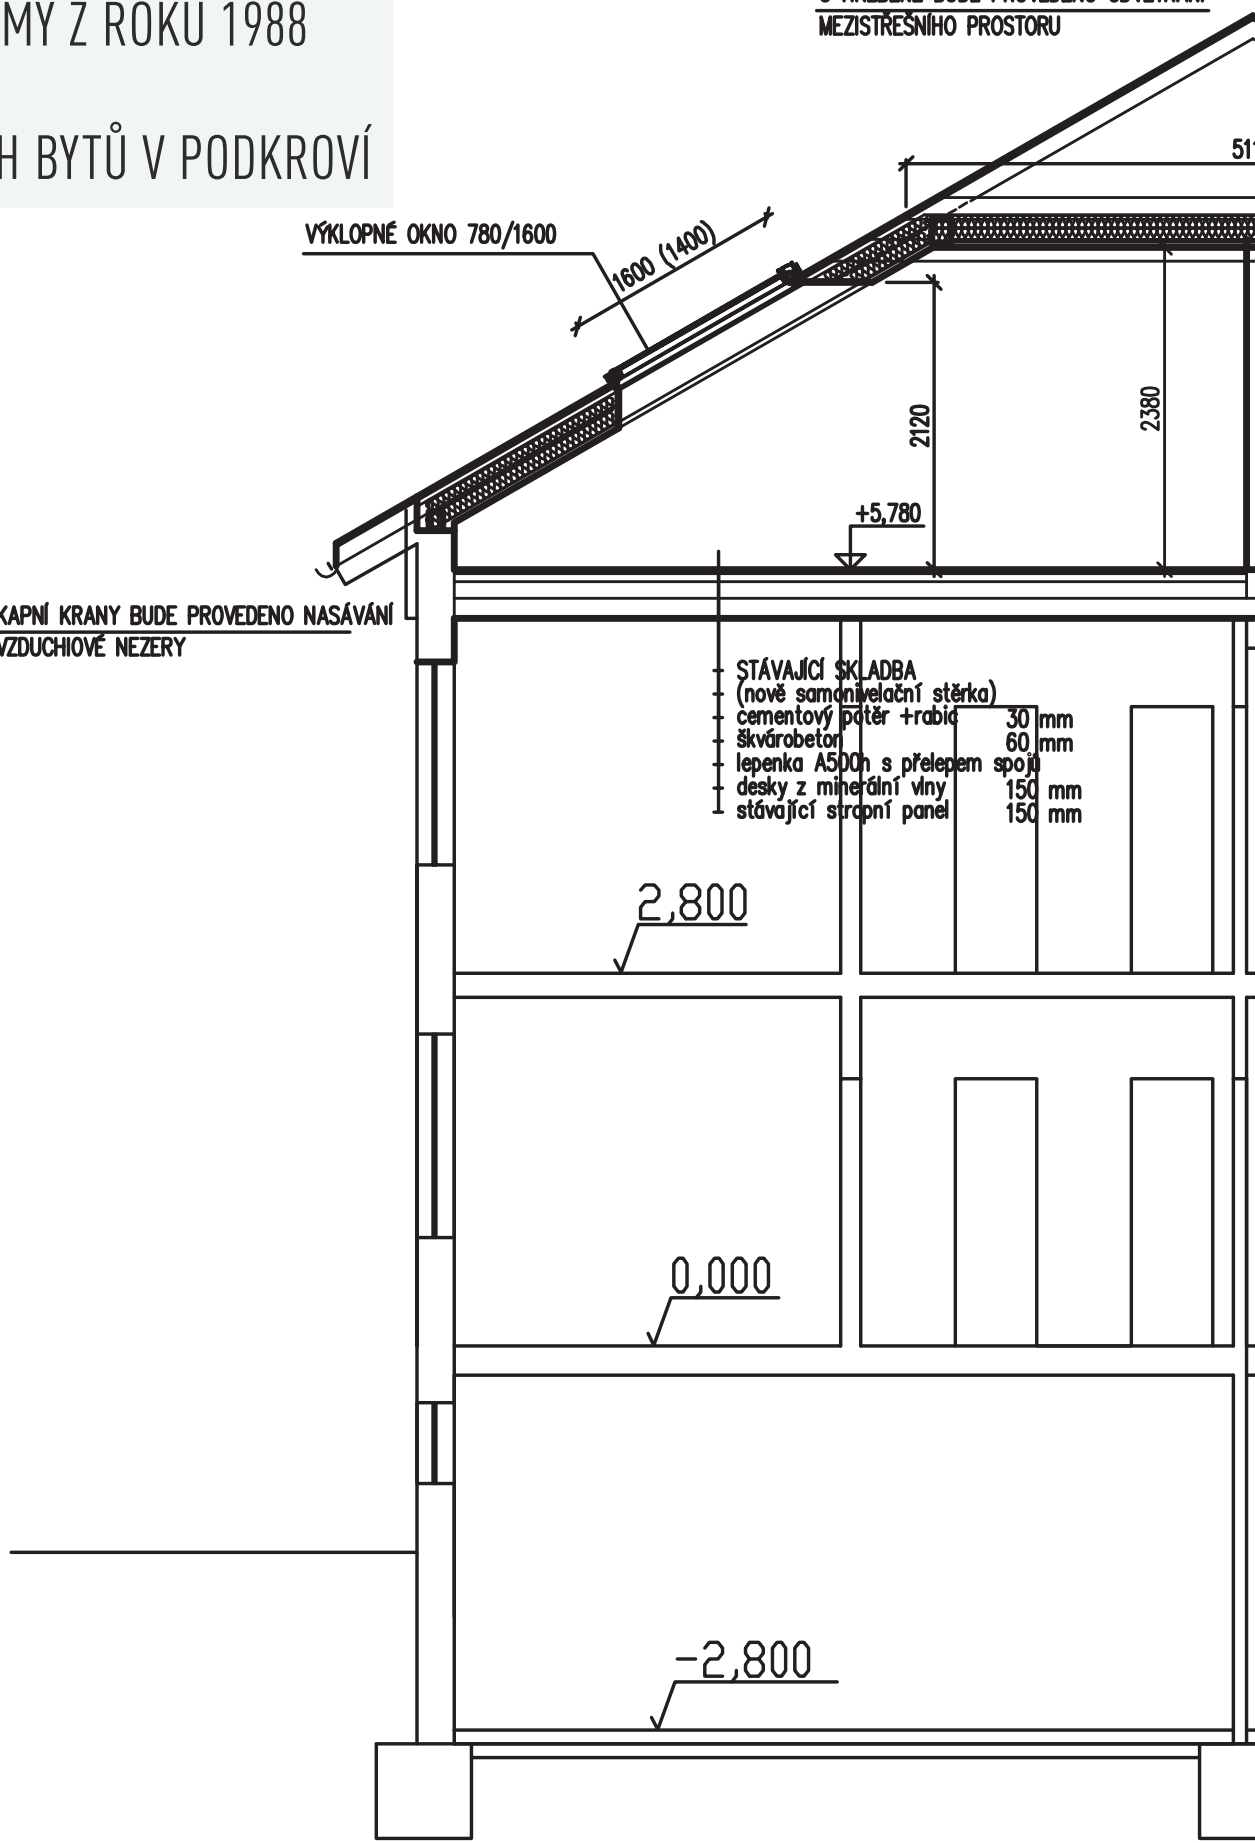 MY Z ROKU 1988
H BYTŮ V PODKROVÍ
MEZISTŘEŠNÍHO PROSTORU
511
VÝKLOPNÉ OKNO 780/1600
1600 (1400)
2120
2380
+5,780
KAPNÍ KRANY BUDE PROVEDENO NASÁVÁNÍ
VZDUCHIOVÉ NEZERY
STÁVAJÍCÍ SKLADBA
(nově samonivelační stěrka)
cementový potěr +rabic 30 mm
škvárobeton 60 mm
lepenka A500h s přelepem spojů
desky z minerální vlny 150 mm
stávající stropní panel 150 mm
2,800
0,000
-2,800